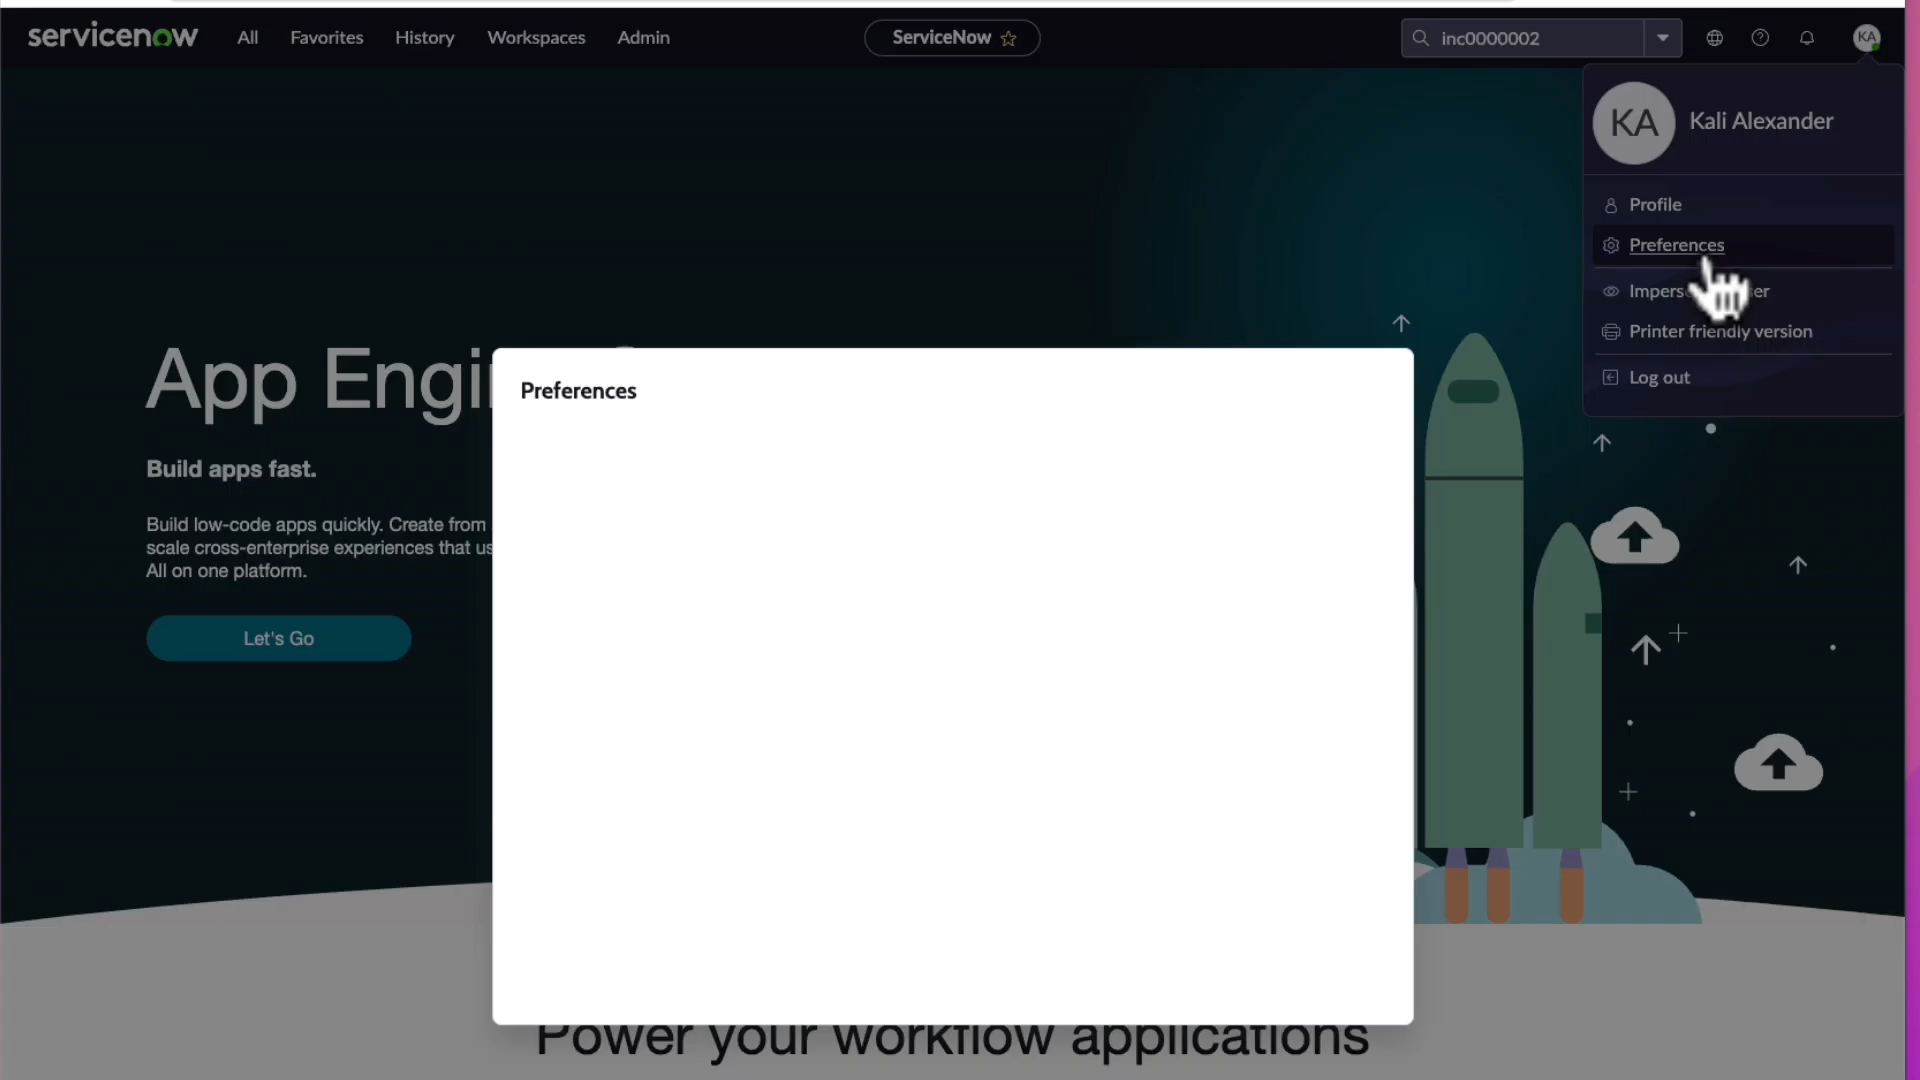 servicenow All Favorites History Workspaces Admin ServiceNow inc0000002 KA
KA Kali Alexander
Profile
Preferences
Printer friendly version
Log out
Preferences
App
Build apps fast.
Build low-code apps quickly. Create from
scale cross-enterprise experiences that
All on one platform.
Let's Go
Power your workflow applications